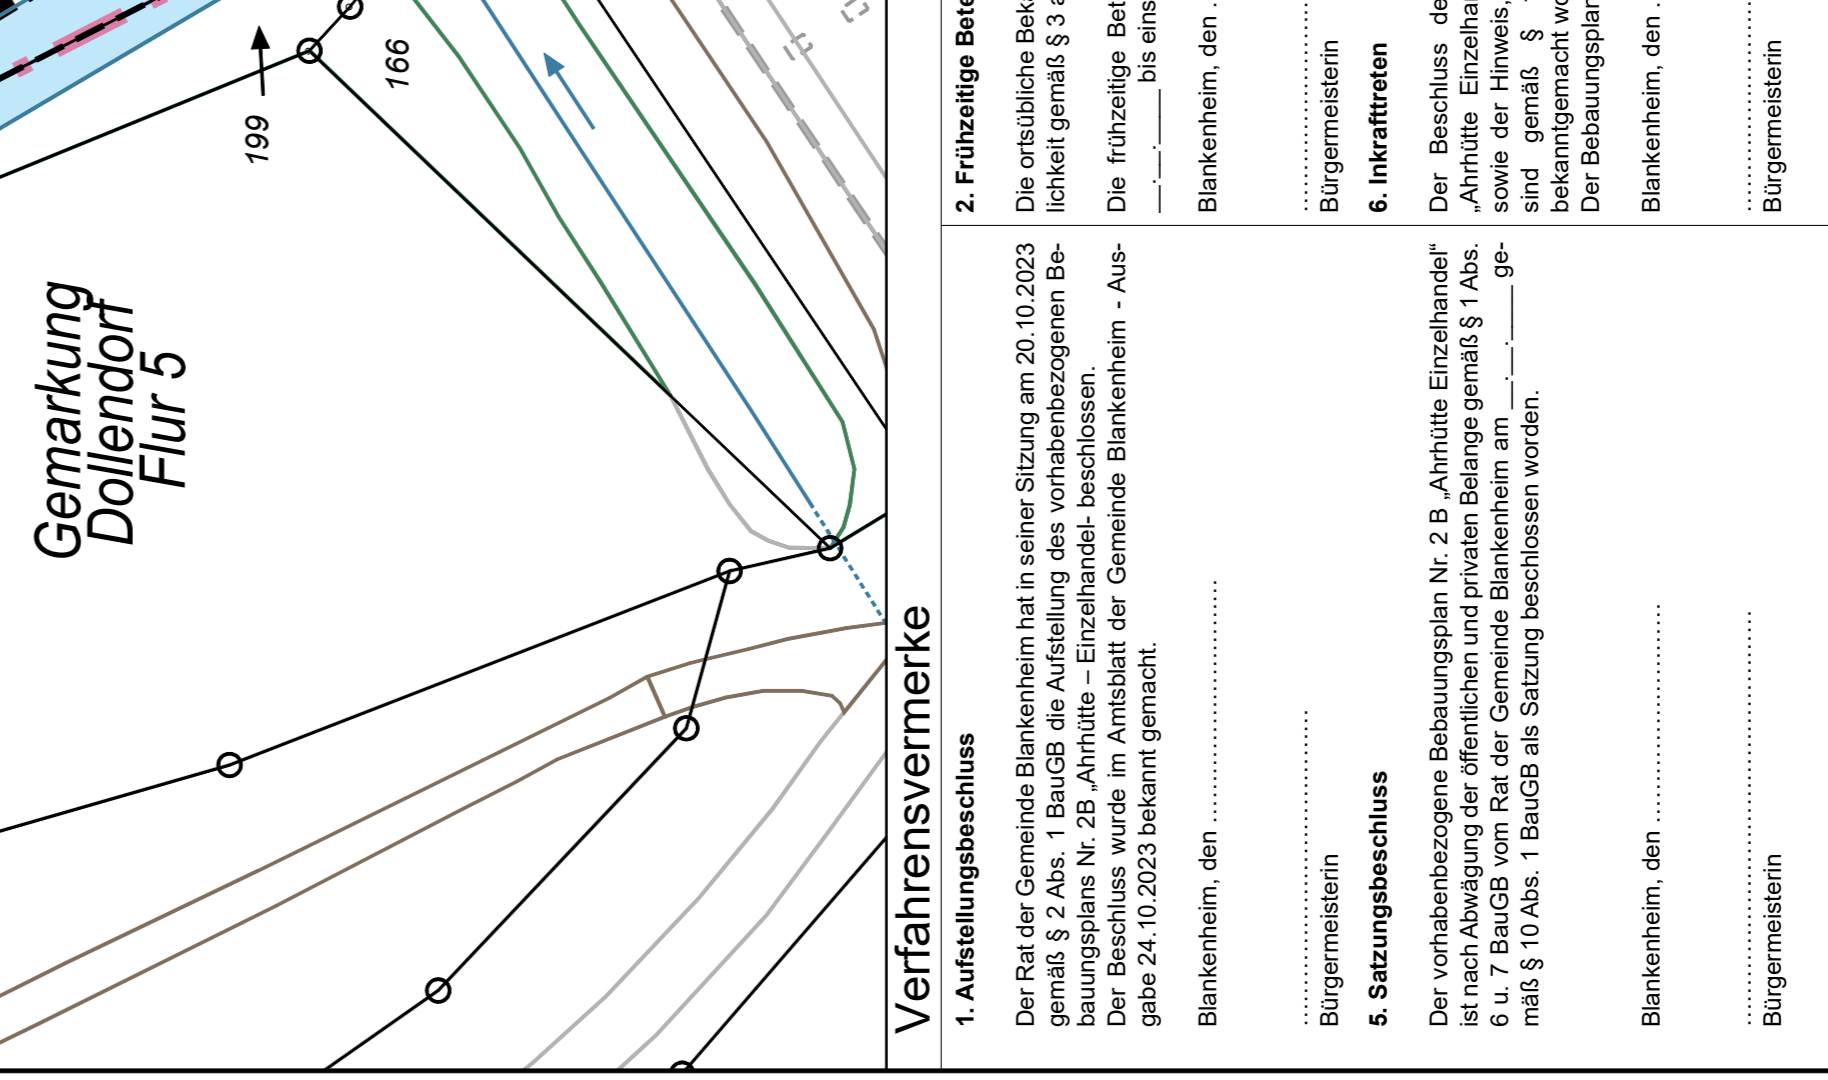 Gemarkung
Dollendorf
Flur 5
199
166
Verfahrensvermerke
1. Aufstellungsbeschluss
Der Rat der Gemeinde Blankenheim hat in seiner Sitzung am 20.10.2023
gemäß § 2 Abs. 1 BauGB die Aufstellung des vorhabenbezogenen Be-
bauungsplans Nr. 2B „Ahrhütte – Einzelhandel- beschlossen.
Der Beschluss wurde im Amtsblatt der Gemeinde Blankenheim - Aus-
gabe 24.10.2023 bekannt gemacht.
Blankenheim, den ................................
................................
Bürgermeisterin
5. Satzungsbeschluss
Der vorhabenbezogene Bebauungsplan Nr. 2 B „Ahrhütte Einzelhandel“
ist nach Abwägung der öffentlichen und privaten Belange gemäß § 1 Abs.
6 u. 7 BauGB vom Rat der Gemeinde Blankenheim am __.__.____ ge-
mäß § 10 Abs. 1 BauGB als Satzung beschlossen worden.
Blankenheim, den ............................
............................................
Bürgermeisterin
2. Frühzeitige Bete
Die ortsübliche Bek
lichkeit gemäß § 3 a
Die frühzeitige Bet
__.__.____ bis eins
Blankenheim, den .
............................
Bürgermeisterin
6. Inkrafttreten
Der Beschluss de
„Ahrhütte Einzelha
sowie der Hinweis,
sind gemäß §
bekanntgemacht wo
Der Bebauungsplan
Blankenheim, den .
............................
Bürgermeisterin